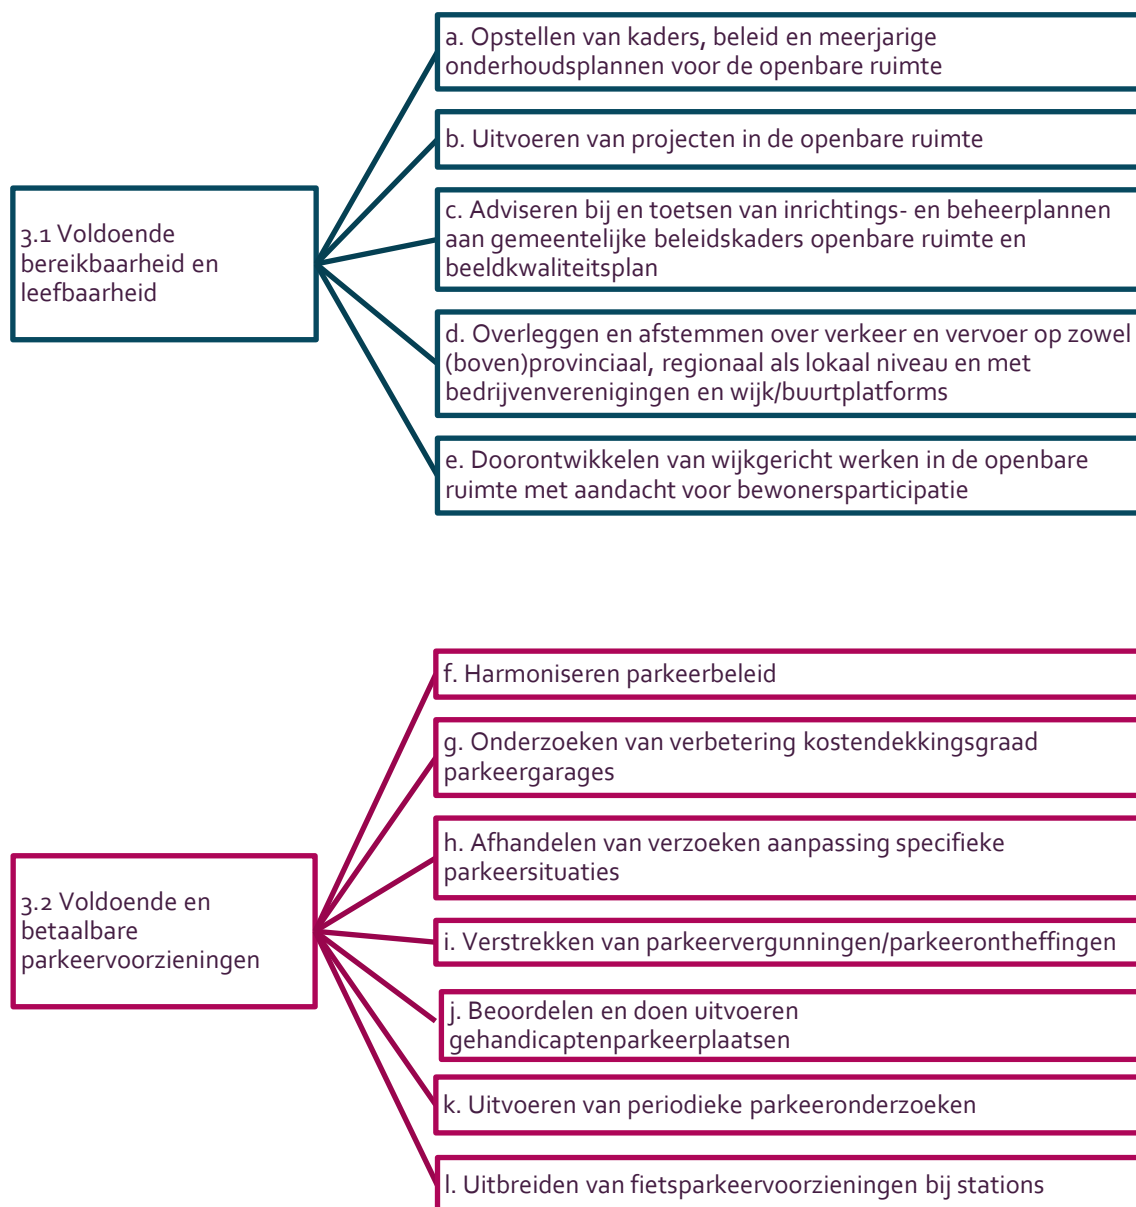 a. Opstellen van kaders, beleid en meerjarige
onderhoudsplannen voor de openbare ruimte
b. Uitvoeren van projecten in de openbare ruimte
3.1 Voldoende
bereikbaarheid en
leefbaarheid
c. Adviseren bij en toetsen van inrichtings- en beheerplannen
aan gemeentelijke beleidskaders openbare ruimte en
beeldkwaliteitsplan
d. Overleggen en afstemmen over verkeer en vervoer op zowel
(boven)provinciaal, regionaal als lokaal niveau en met
bedrijvenverenigingen en wijk/buurtplatforms
e. Doorontwikkelen van wijkgericht werken in de openbare
ruimte met aandacht voor bewonersparticipatie
f. Harmoniseren parkeerbeleid
g. Onderzoeken van verbetering kostendekkingsgraad
parkeergarages
h. Afhandelen van verzoeken aanpassing specifieke
parkeersituaties
3.2 Voldoende en
betaalbare
parkeervoorzieningen
i. Verstrekken van parkeervergunningen/parkeerontheffingen
j. Beoordelen en doen uitvoeren
gehandicaptenparkeerplaatsen
k. Uitvoeren van periodieke parkeeronderzoeken
l. Uitbreiden van fietsparkeervoorzieningen bij stations